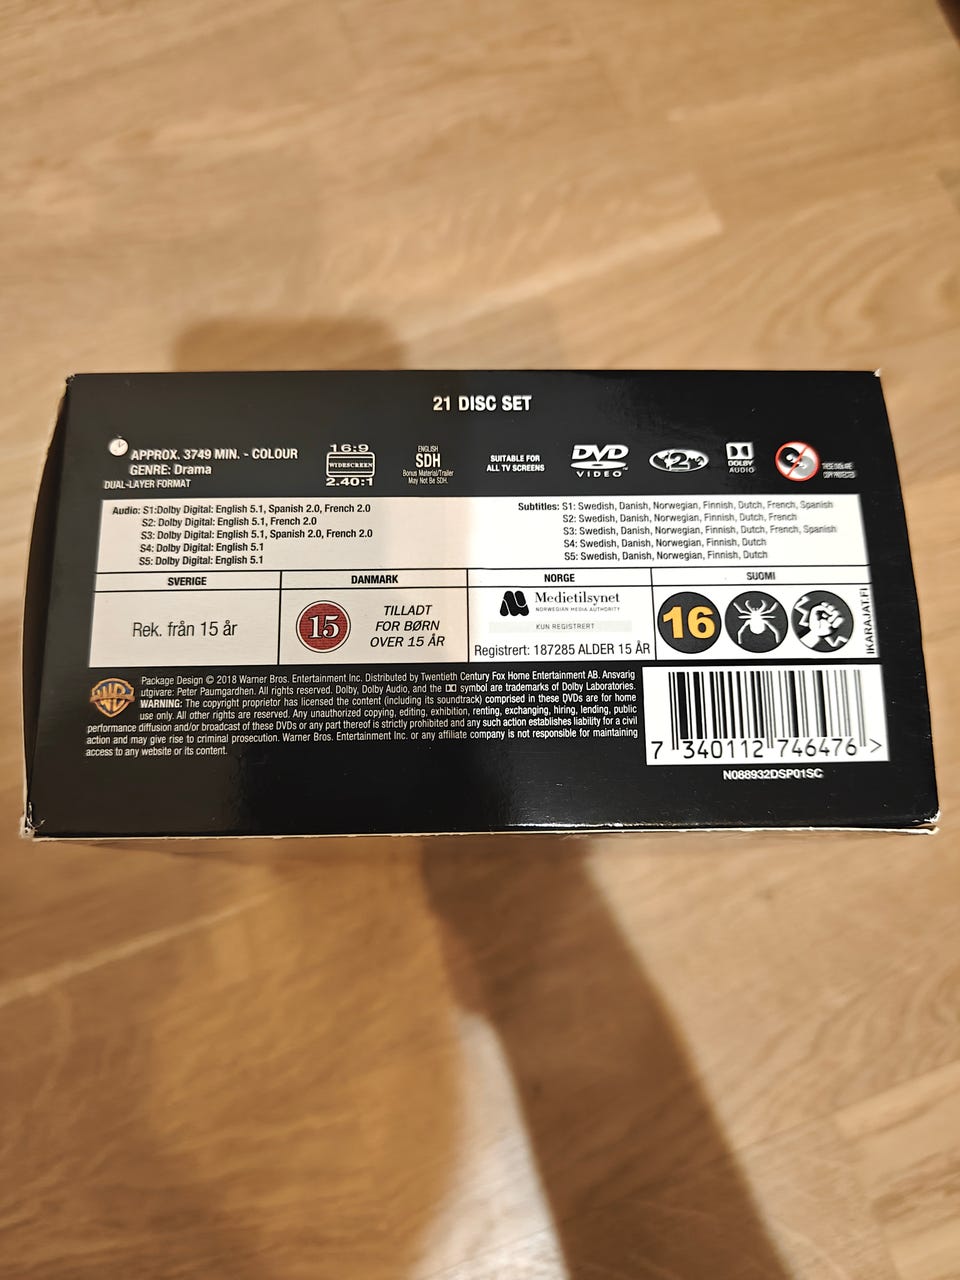 21 DISC SET
APPROX. 3749 MIN. - COLOUR
GENRE: Drama
DUAL-LAYER FORMAT
16:9
WIDESCREEN
2.40:1
ENGLISH
SDH
Bonus Material/Trailer
May Not Be SDH.
SUITABLE FOR
ALL TV SCREENS
DVD
VIDEO
2
DOLBY
AUDIO
THESE DVDs ARE
COPY PROTECTED
Audio: S1:Dolby Digital: English 5.1, Spanish 2.0, French 2.0
S2: Dolby Digital: English 5.1, French 2.0
S3: Dolby Digital: English 5.1, Spanish 2.0, French 2.0
S4: Dolby Digital: English 5.1
S5: Dolby Digital: English 5.1
Subtitles: S1: Swedish, Danish, Norwegian, Finnish, Dutch, French, Spanish
S2: Swedish, Danish, Norwegian, Finnish, Dutch, French
S3: Swedish, Danish, Norwegian, Finnish, Dutch, French, Spanish
S4: Swedish, Danish, Norwegian, Finnish, Dutch
S5: Swedish, Danish, Norwegian, Finnish, Dutch
SVERIGE
Rek. från 15 år
DANMARK
15
TILLADT
FOR BØRN
OVER 15 ÅR
NORGE
Medietilsynet
NORWEGIAN MEDIA AUTHORITY
KUN REGISTRERT
Registrert: 187285 ALDER 15 ÅR
SUOMI
16
IKARAJAT.FI
WB
Package Design © 2018 Warner Bros. Entertainment Inc. Distributed by Twentieth Century Fox Home Entertainment AB. Ansvarig
utgivare: Peter Paumgardhen. All rights reserved. Dolby, Dolby Audio, and the symbol are trademarks of Dolby Laboratories.
WARNING: The copyright proprietor has licensed the content (including its soundtrack) comprised in these DVDs are for home
use only. All other rights are reserved. Any unauthorized copying, editing, exhibition, renting, exchanging, hiring, lending, public
performance diffusion and/or broadcast of these DVDs or any part thereof is strictly prohibited and any such action establishes liability for a civil
action and may give rise to criminal prosecution. Warner Bros. Entertainment Inc. or any affiliate company is not responsible for maintaining
access to any website or its content.
7 340112 746476 >
N088932DSP01SC